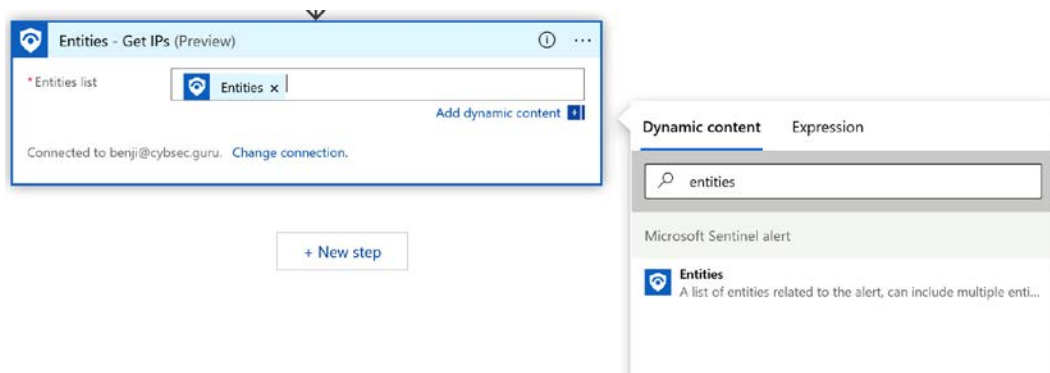 Entities - Get IPs (Preview)
* Entities list
Entities ×
Add dynamic content
Connected to benji@cybsec.guru. Change connection.
+ New step
Dynamic content Expression
entities
Microsoft Sentinel alert
Entities
A list of entities related to the alert, can include multiple enti...